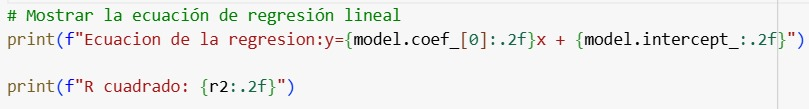 # Mostrar la ecuación de regresión lineal
print(f"Ecuacion de la regresion:y={model.coef_[0]:.2f}x + {model.intercept_:.2f}")
print(f"R cuadrado: {r2:.2f}")